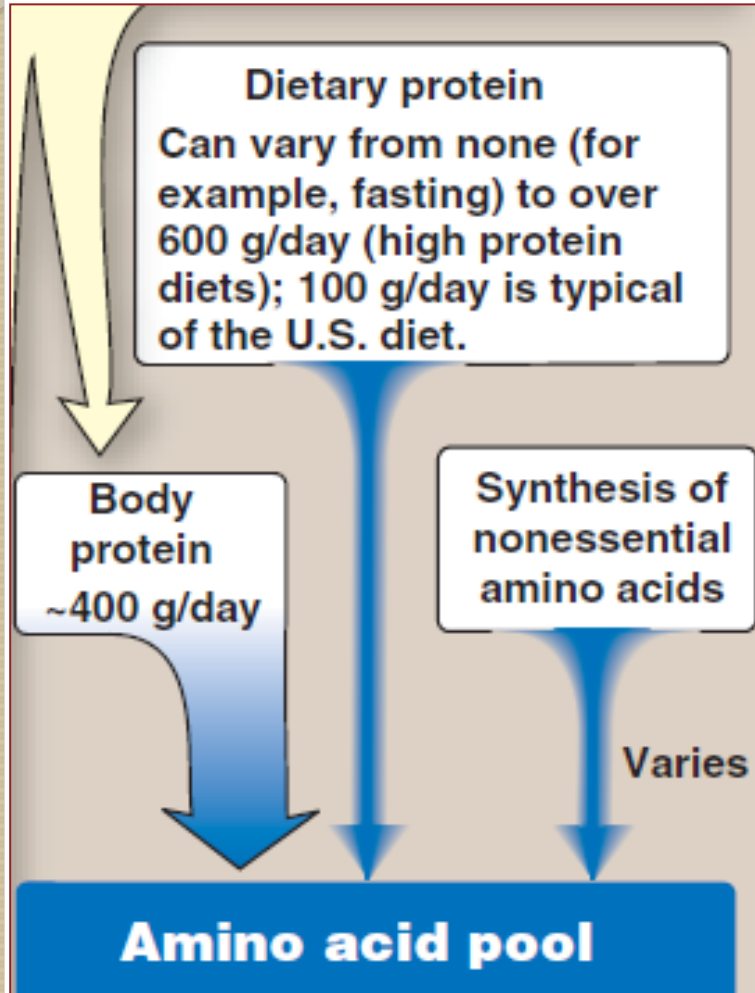 Dietary protein
Can vary from none (for
example, fasting) to over
600 g/day (high protein
diets); 100 g/day is typical
of the U.S. diet.
Body
protein
~400 g/day
Synthesis of
nonessential
amino acids
Varies
Amino acid pool